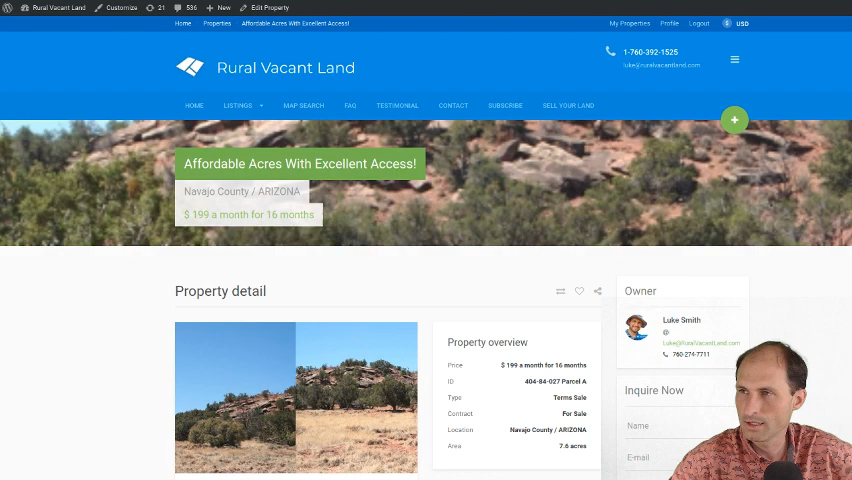 Rural Vacant Land Customize 21 536 New Edit Property
Home Properties Affordable Acres With Excellent Access! My Properties Profile Logout $ USD
1-760-392-1525
luke@ruralvacantland.com
Rural Vacant Land
HOME LISTINGS MAP SEARCH FAQ TESTIMONIAL CONTACT SUBSCRIBE SELL YOUR LAND
Affordable Acres With Excellent Access!
Navajo County / ARIZONA
$ 199 a month for 16 months
Property detail
Property overview
Price $ 199 a month for 16 months
ID 404-84-027 Parcel A
Type Terms Sale
Contract For Sale
Location Navajo County / ARIZONA
Area 7.6 acres
Owner
Luke Smith
@
Luke@RuralVacantLand.com
760-274-7711
Inquire Now
Name
E-mail